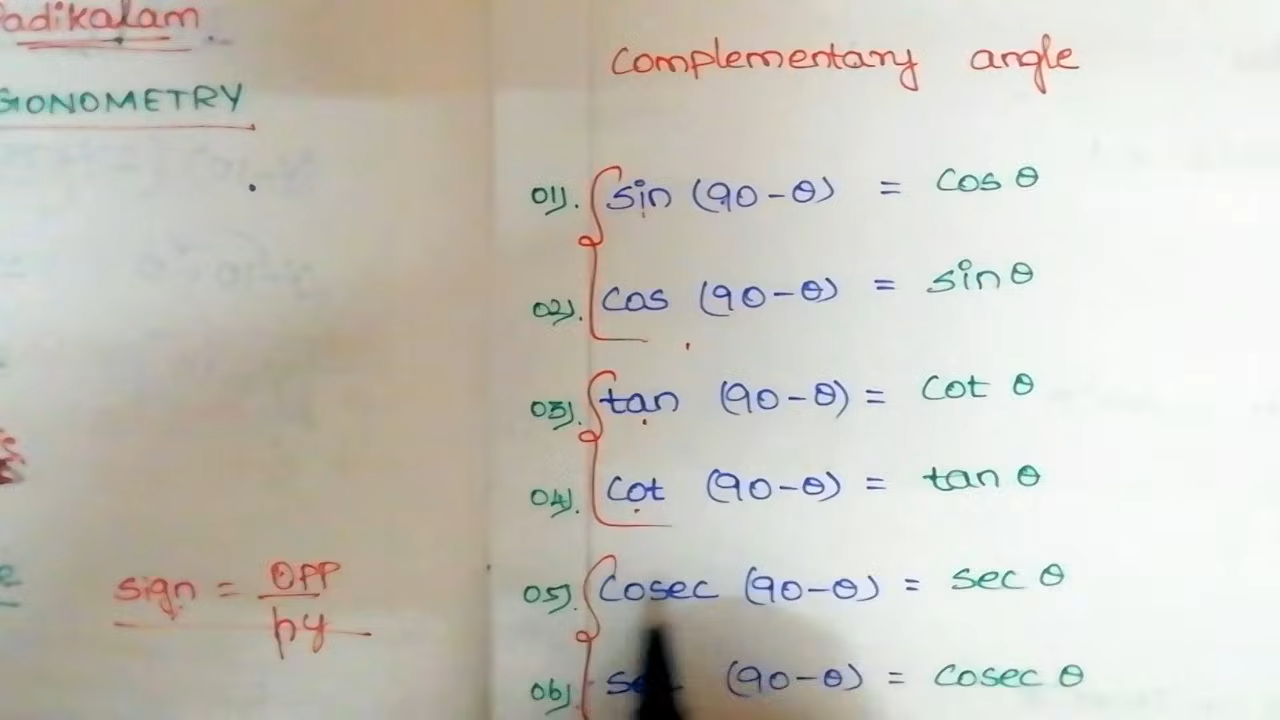 Padikalam
GONOMETRY
sign = OPP
hy
complementary angle
01). sin (90-θ) = cos θ
02). cos (90-θ) = sin θ
03). tan (90-θ) = cot θ
04). cot (90-θ) = tan θ
05). cosec (90-θ) = sec θ
06). (90-θ) = cosec θ